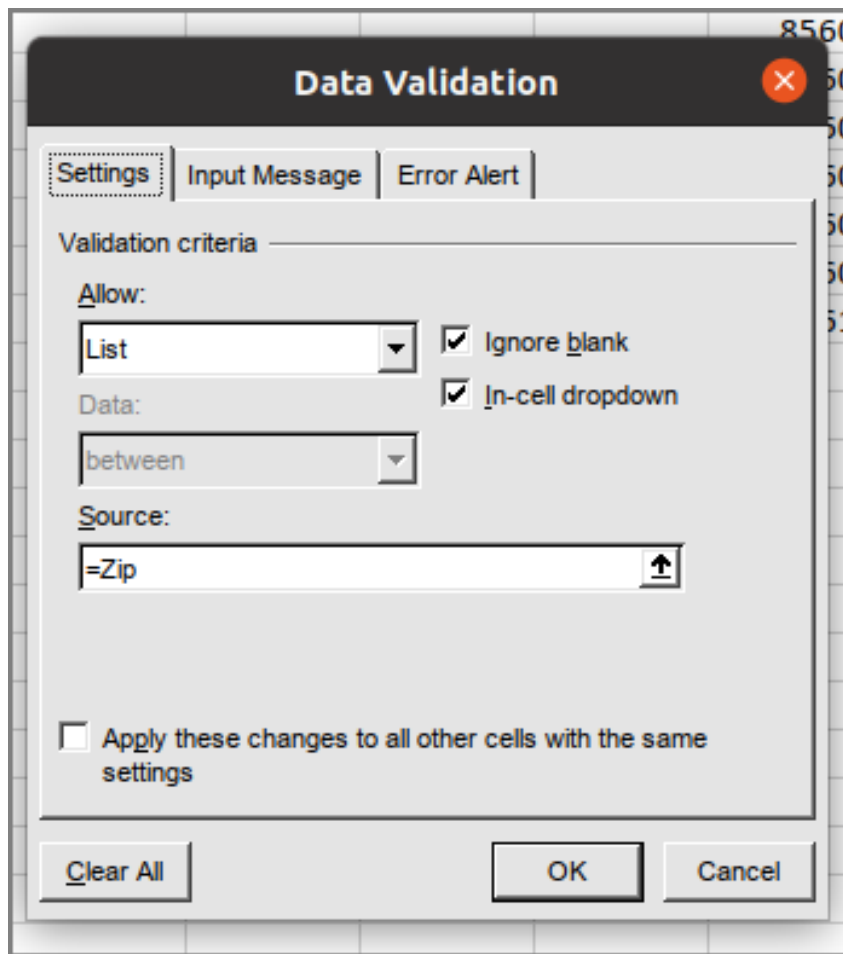 8560
Data Validation
Settings
Input Message
Error Alert
Validation criteria
Allow:
List
Ignore blank
Data:
In-cell dropdown
between
Source:
=Zip
Apply these changes to all other cells with the same
settings
Clear All
OK
Cancel